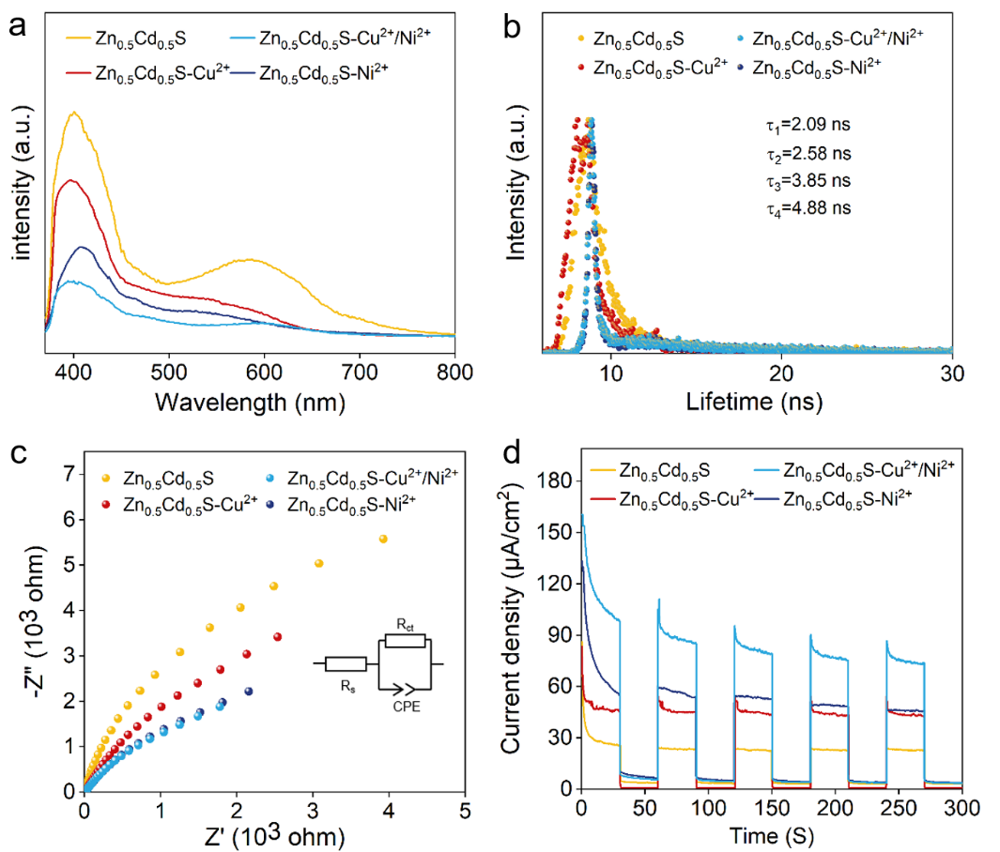 a
Zn₀.₅Cd₀.₅S
Zn₀.₅Cd₀.₅S-Cu²⁺/Ni²⁺
Zn₀.₅Cd₀.₅S-Cu²⁺
Zn₀.₅Cd₀.₅S-Ni²⁺
intensity (a.u.)
400 500 600 700 800
Wavelength (nm)
b
Zn₀.₅Cd₀.₅S
Zn₀.₅Cd₀.₅S-Cu²⁺/Ni²⁺
Zn₀.₅Cd₀.₅S-Cu²⁺
Zn₀.₅Cd₀.₅S-Ni²⁺
τ₁=2.09 ns
τ₂=2.58 ns
τ₃=3.85 ns
τ₄=4.88 ns
Intensity (a.u.)
10 20 30
Lifetime (ns)
c
7
6
5
4
3
2
1
0
Zn₀.₅Cd₀.₅S
Zn₀.₅Cd₀.₅S-Cu²⁺/Ni²⁺
Zn₀.₅Cd₀.₅S-Cu²⁺
Zn₀.₅Cd₀.₅S-Ni²⁺
-Z" (10³ ohm)
Rct
Rs
CPE
0 1 2 3 4 5
Z' (10³ ohm)
d
180
150
120
90
60
30
0
Zn₀.₅Cd₀.₅S
Zn₀.₅Cd₀.₅S-Cu²⁺/Ni²⁺
Zn₀.₅Cd₀.₅S-Cu²⁺
Zn₀.₅Cd₀.₅S-Ni²⁺
Current density (μA/cm²)
0 50 100 150 200 250 300
Time (S)